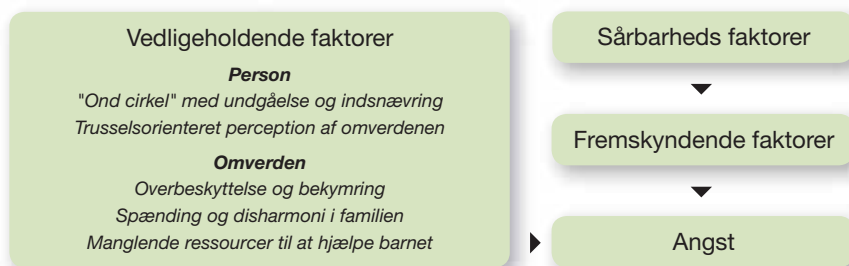 Vedligeholdende faktorer
Person
"Ond cirkel" med undgåelse og indsnævring
Trusselsorienteret perception af omverdenen
Omverden
Overbeskyttelse og bekymring
Spænding og disharmoni i familien
Manglende ressourcer til at hjælpe barnet
Sårbarheds faktorer
Fremskyndende faktorer
Angst